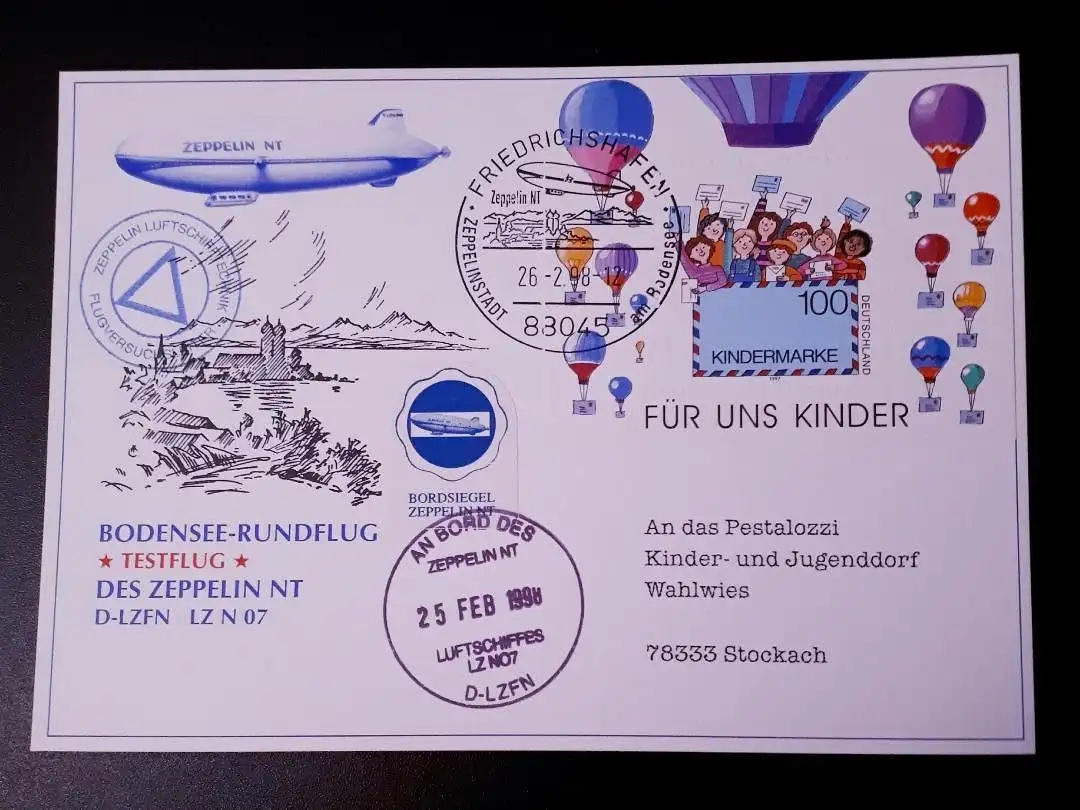 ZEPPELIN NT
ZEPPELIN LUFTSCHIFFTECHNIK
FLUGVERSUCH
FRIEDRICHSHAFEN
Zeppelin NT
26.-2.98-12
88045
ZEPPELINSTADT
am Bodensee
100
DEUTSCHLAND
KINDERMARKE
1997
FÜR UNS KINDER
BORDSIEGEL
ZEPPELIN NT
BODENSEE-RUNDFLUG
★ TESTFLUG ★
DES ZEPPELIN NT
D-LZFN LZ N 07
AN BORD DES
ZEPPELIN NT
25 FEB 1998
LUFTSCHIFFES
LZ N07
D-LZFN
An das Pestalozzi
Kinder- und Jugenddorf
Wahlwies
78333 Stockach